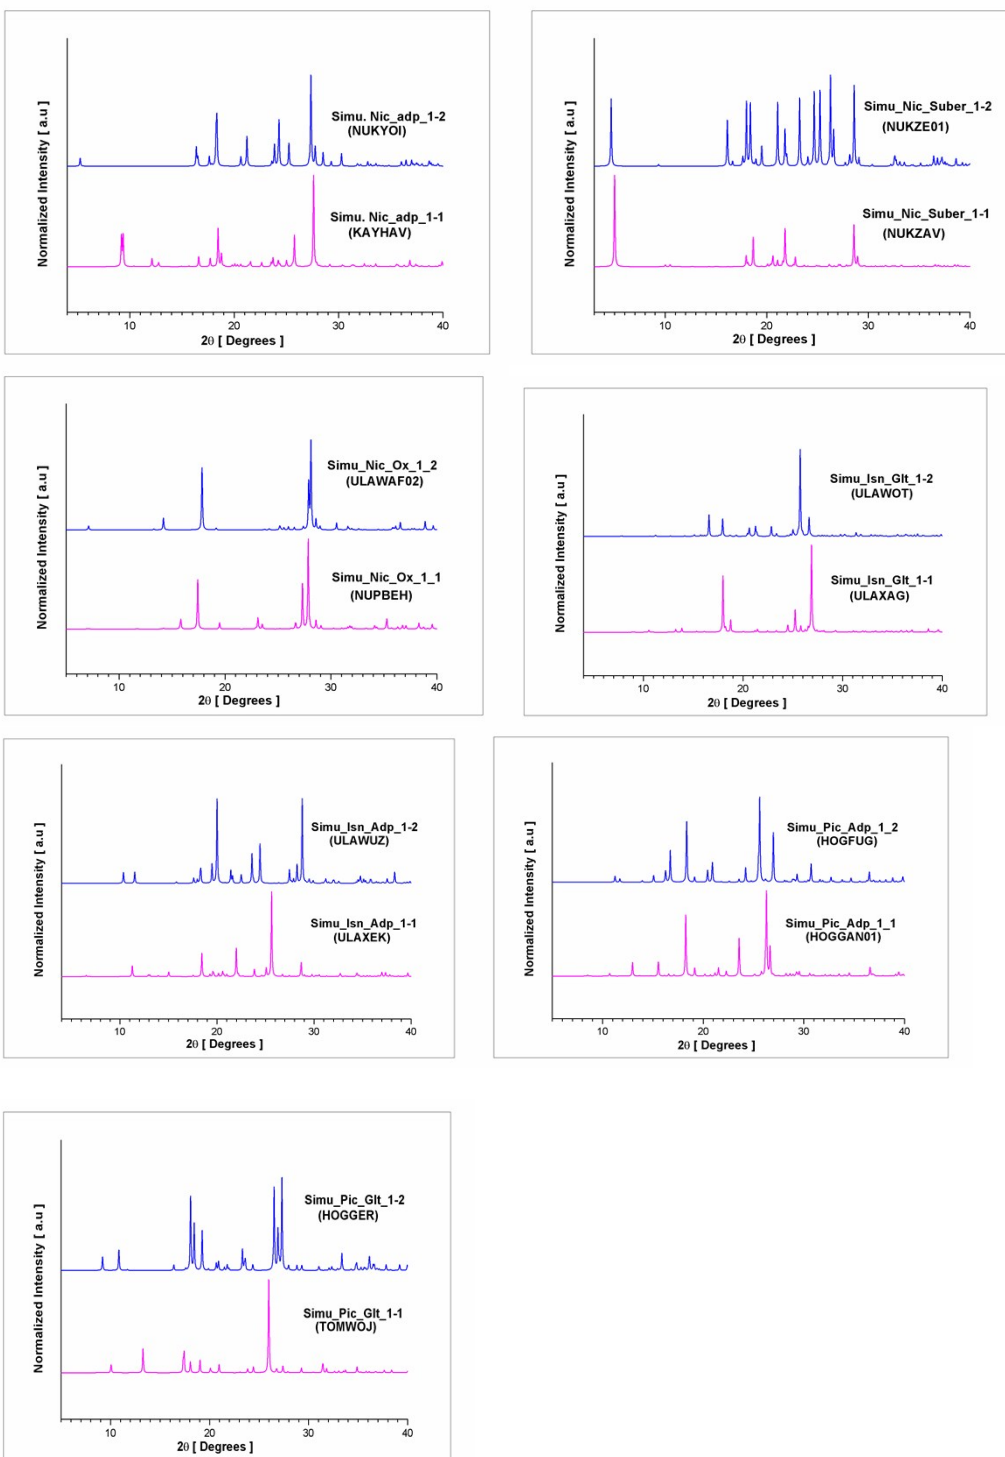 Normalized Intensity [ a.u ]
Simu. Nic_adp_1-2
(NUKYOI)
Simu. Nic_adp_1-1
(KAYHAV)
10 20 30 40
2θ [ Degrees ]
Normalized Intensity [ a.u ]
Simu_Nic_Suber_1-2
(NUKZE01)
Simu_Nic_Suber_1-1
(NUKZAV)
10 20 30 40
2θ [ Degrees ]
Normalized Intensity [ a.u ]
Simu_Nic_Ox_1_2
(ULAWAF02)
Simu_Nic_Ox_1_1
(NUPBEH)
10 20 30 40
2θ [ Degrees ]
Normalized Intensity [ a.u ]
Simu_Isn_Glt_1-2
(ULAWOT)
Simu_Isn_Glt_1-1
(ULAXAG)
10 20 30 40
2θ [ Degrees ]
Normalized Intensity [ a.u ]
Simu_Isn_Adp_1-2
(ULAWUZ)
Simu_Isn_Adp_1-1
(ULAXEK)
10 20 30 40
2θ [ Degrees ]
Normalized Intensity [ a.u ]
Simu_Pic_Adp_1_2
(HOGFUG)
Simu_Pic_Adp_1_1
(HOGGAN01)
10 20 30 40
2θ [ Degrees ]
Normalized Intensity [ a.u ]
Simu_Pic_Glt_1-2
(HOGGER)
Simu_Pic_Glt_1-1
(TOMWOJ)
10 20 30 40
2θ [ Degrees ]